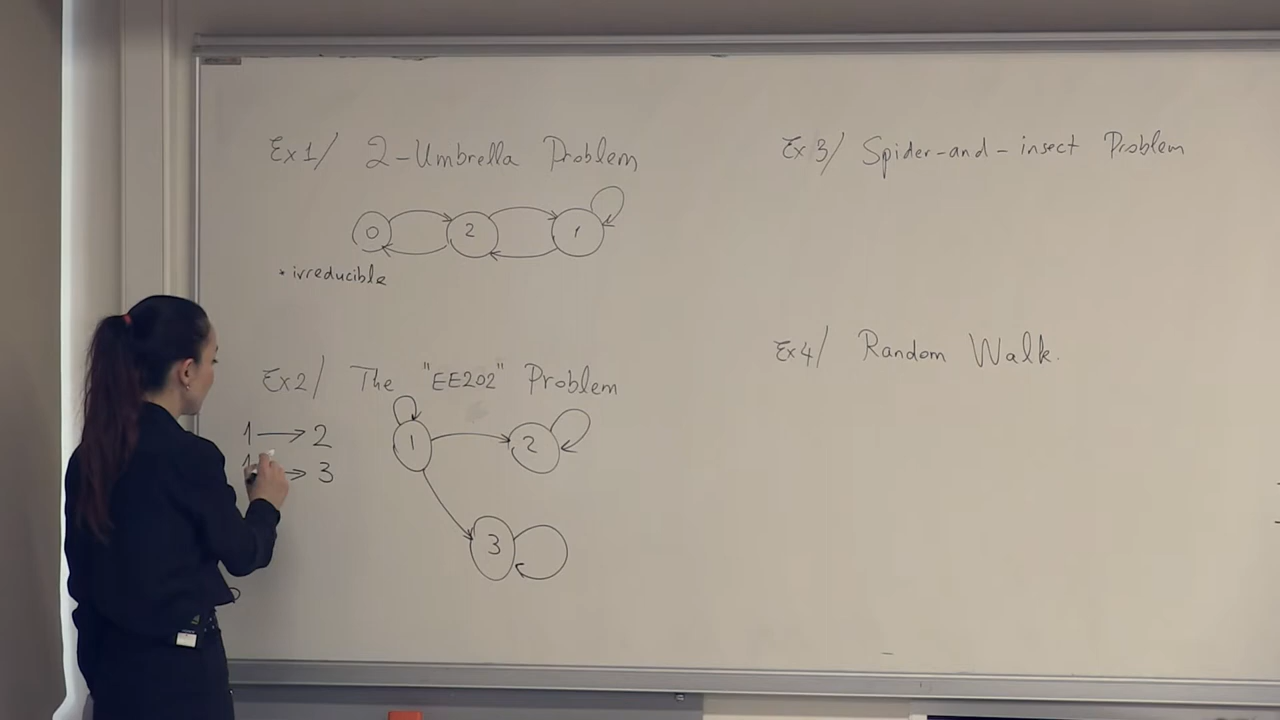 Ex1/ 2-Umbrella Problem
0 2 1
* irreducible
Ex2/ The "EE202" Problem
1 → 2
1 → 3
1 2
3
Ex 3/ Spider-and-insect Problem
Ex4/ Random Walk.